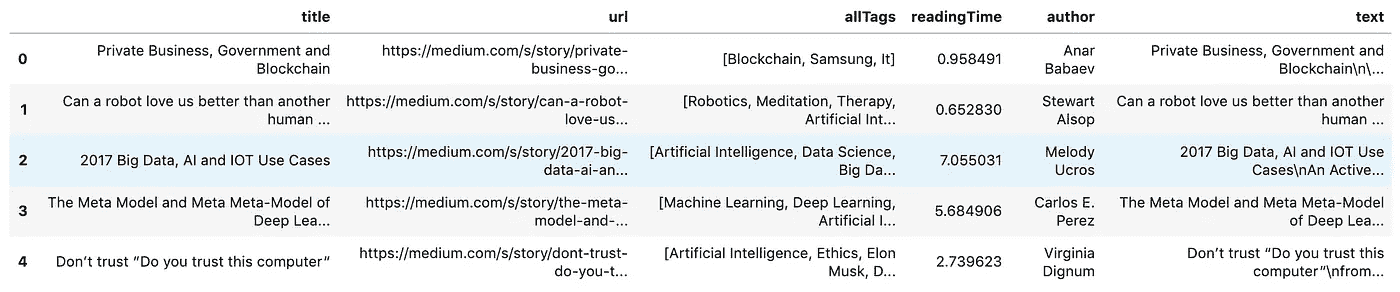 title url allTags readingTime author text
0 Private Business, Government and Blockchain https://medium.com/s/story/private-business-go... [Blockchain, Samsung, It] 0.958491 Anar Babaev Private Business, Government and Blockchain\n\...
1 Can a robot love us better than another human ... https://medium.com/s/story/can-a-robot-love-us... [Robotics, Meditation, Therapy, Artificial Int... 0.652830 Stewart Alsop Can a robot love us better than another human ...
2 2017 Big Data, AI and IOT Use Cases https://medium.com/s/story/2017-big-data-ai-an... [Artificial Intelligence, Data Science, Big Da... 7.055031 Melody Ucros 2017 Big Data, AI and IOT Use Cases\nAn Active...
3 The Meta Model and Meta Meta-Model of Deep Lea... https://medium.com/s/story/the-meta-model-and-... [Machine Learning, Deep Learning, Artificial I... 5.684906 Carlos E. Perez The Meta Model and Meta Meta-Model of Deep Lea...
4 Don’t trust “Do you trust this computer“ https://medium.com/s/story/dont-trust-do-you-t... [Artificial Intelligence, Ethics, Elon Musk, D... 2.739623 Virginia Dignum Don’t trust “Do you trust this computer“\nfrom...